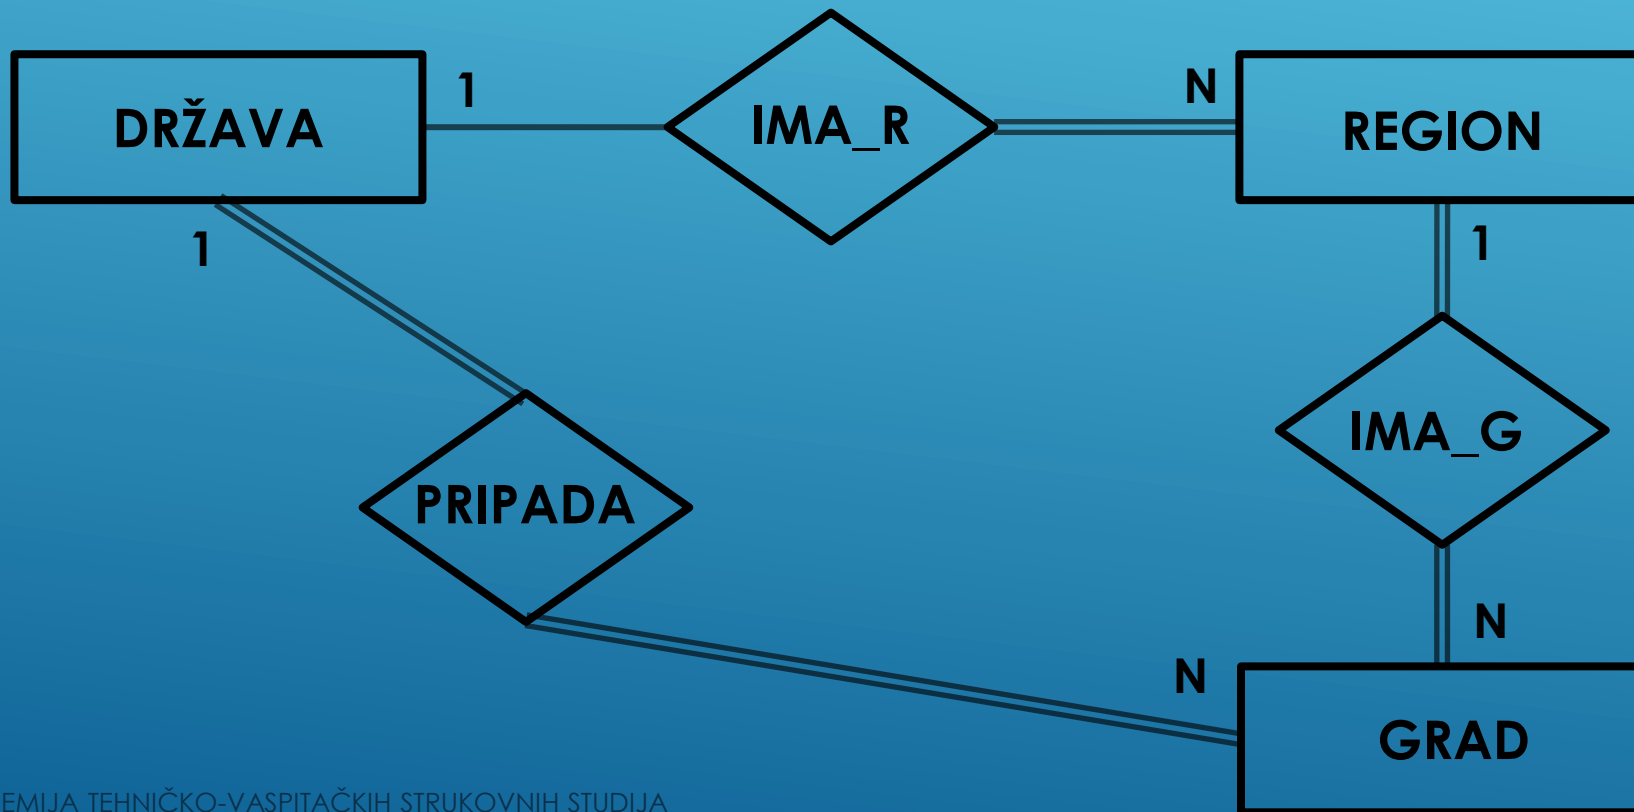 1
N
DRŽAVA
IMA_R
REGION
1
1
IMA_G
PRIPADA
N
N
GRAD
EMIJA TEHNIČKO-VASPITAČKIH STRUKOVNIH STUDIJA